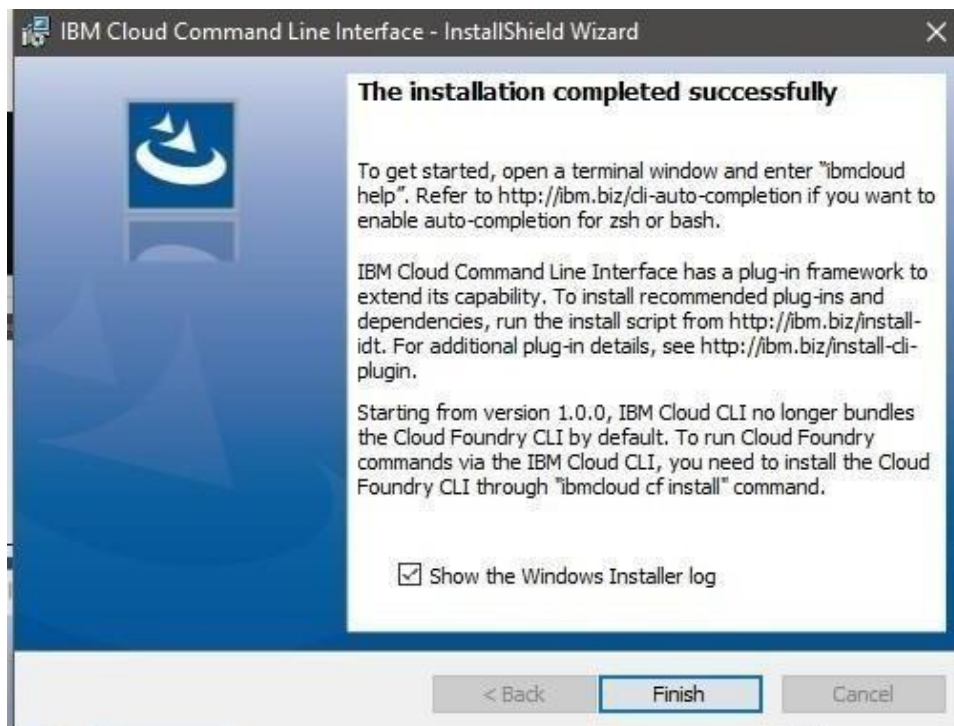 IBM Cloud Command Line Interface - InstallShield Wizard
The installation completed successfully
To get started, open a terminal window and enter "ibmcloud
help". Refer to http://ibm.biz/cli-auto-completion if you want to
enable auto-completion for zsh or bash.
IBM Cloud Command Line Interface has a plug-in framework to
extend its capability. To install recommended plug-ins and
dependencies, run the install script from http://ibm.biz/install-
idt. For additional plug-in details, see http://ibm.biz/install-cli-
plugin.
Starting from version 1.0.0, IBM Cloud CLI no longer bundles
the Cloud Foundry CLI by default. To run Cloud Foundry
commands via the IBM Cloud CLI, you need to install the Cloud
Foundry CLI through "ibmcloud cf install" command.
Show the Windows Installer log
< Back Finish Cancel